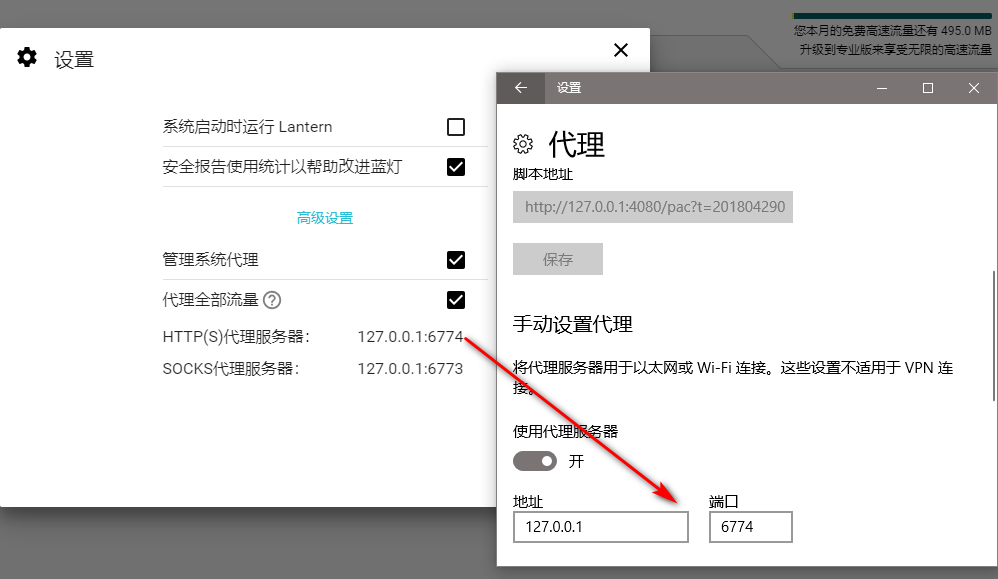 您本月的免费高速流量还有 495.0 MB
升级到专业版来享受无限的高速流量
设置
系统启动时运行 Lantern
安全报告使用统计以帮助改进蓝灯
高级设置
管理系统代理
代理全部流量 ?
HTTP(S)代理服务器： 127.0.0.1:6774
SOCKS代理服务器： 127.0.0.1:6773
设置
代理
脚本地址
http://127.0.0.1:4080/pac?t=201804290
保存
手动设置代理
将代理服务器用于以太网或 Wi-Fi 连接。这些设置不适用于 VPN 连
接。
使用代理服务器
开
地址 端口
127.0.0.1 6774